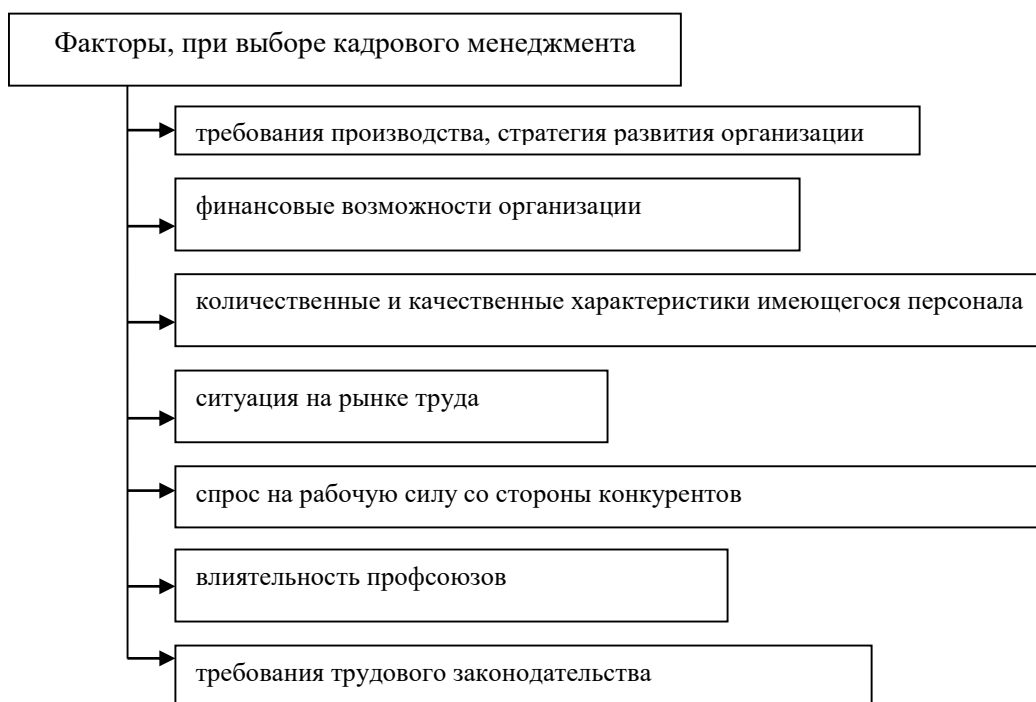 Факторы, при выборе кадрового менеджмента
требования производства, стратегия развития организации
финансовые возможности организации
количественные и качественные характеристики имеющегося персонала
ситуация на рынке труда
спрос на рабочую силу со стороны конкурентов
влиятельность профсоюзов
требования трудового законодательства